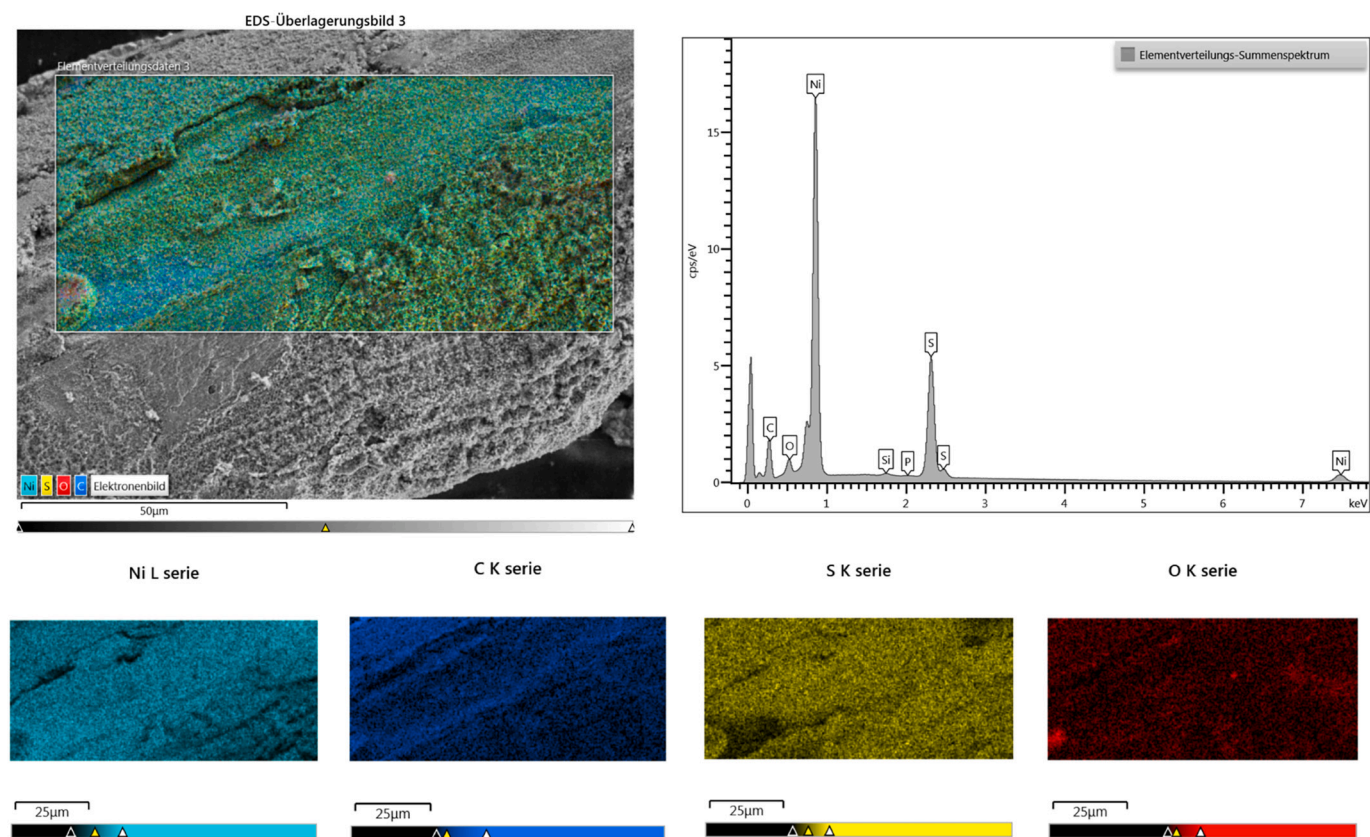 EDS-Überlagerungsbild 3
Elementverteilungsdaten 3
Ni S O C Elektronenbild
50µm
Elementverteilungs-Summenspektrum
cps/eV
15
10
5
0
Ni
C
O
Si
P
S
S
Ni
0 1 2 3 4 5 6 7 keV
Ni L serie
C K serie
S K serie
O K serie
25µm
25µm
25µm
25µm